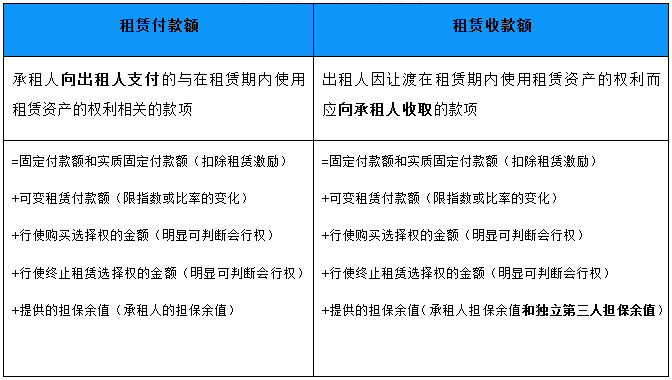 租赁付款额
租赁收款额
承租人向出租人支付的与在租赁期内使用
租赁资产的权利相关的款项
出租人因让渡在租赁期内使用租赁资产的权利而
应向承租人收取的款项
=固定付款额和实质固定付款额（扣除租赁激励）
+可变租赁付款额（限指数或比率的变化）
+行使购买选择权的金额（明显可判断会行权）
+行使终止租赁选择权的金额（明显可判断会行权）
+提供的担保余值（承租人的担保余值）
=固定付款额和实质固定付款额（扣除租赁激励）
+可变租赁付款额（限指数或比率的变化）
+行使购买选择权的金额（明显可判断会行权）
+行使终止租赁选择权的金额（明显可判断会行权）
+提供的担保余值（承租人担保余值和独立第三人担保余值）